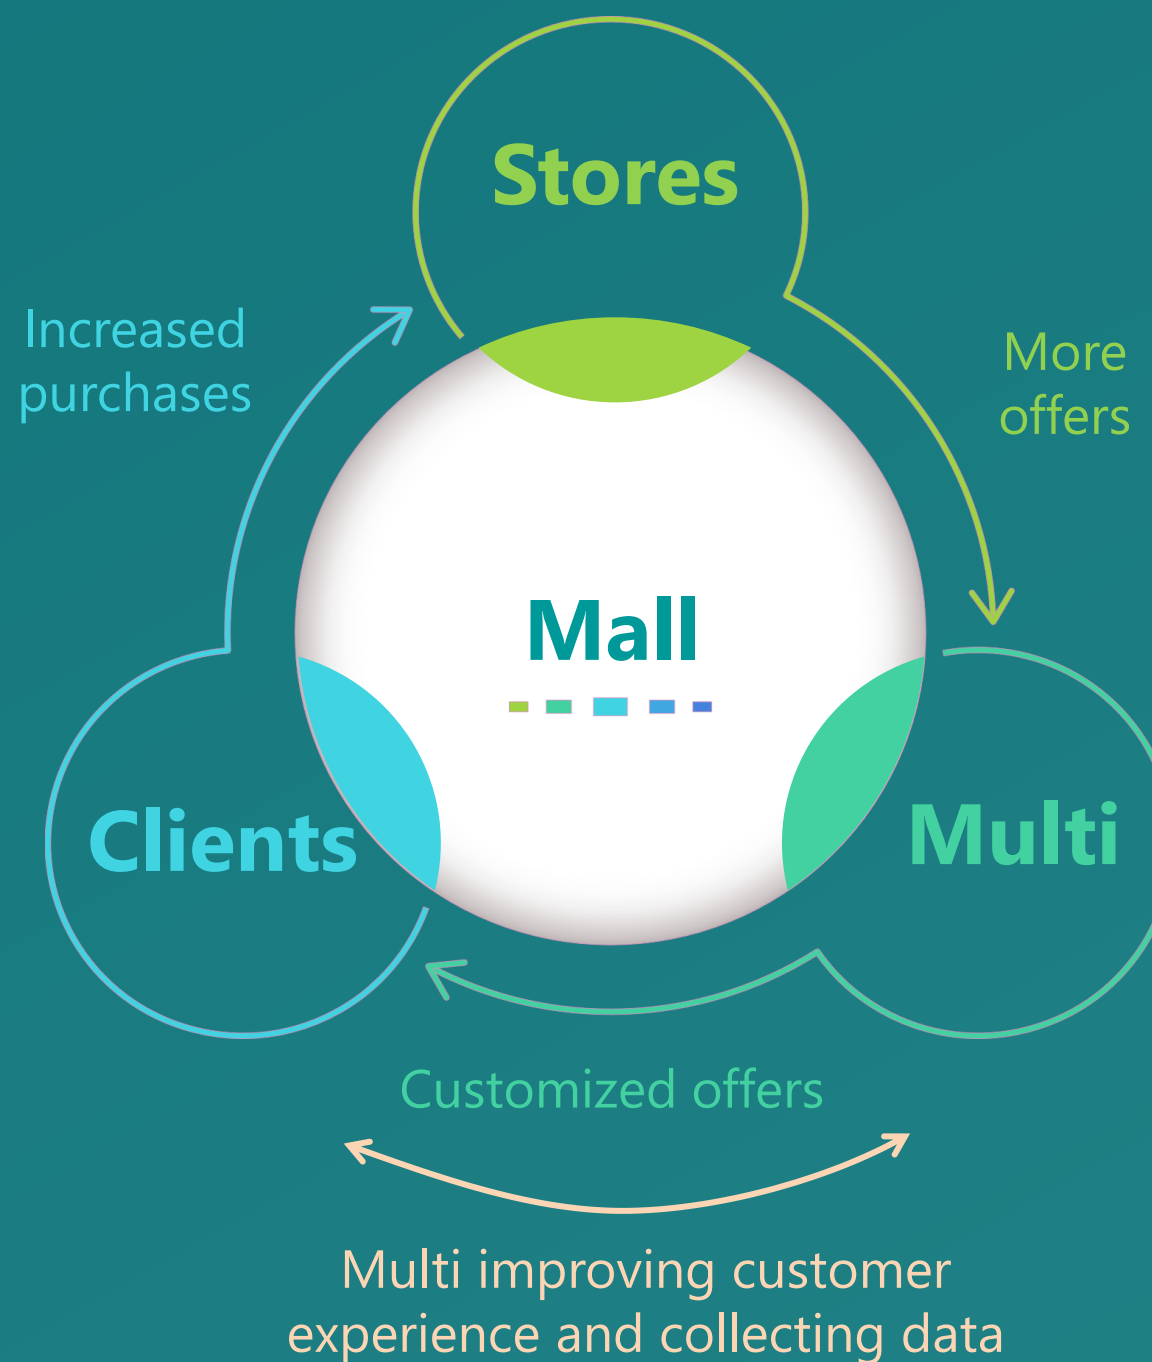 Stores
Increased
purchases
More
offers
Mall
Clients
Multi
Customized offers
Multi improving customer
experience and collecting data